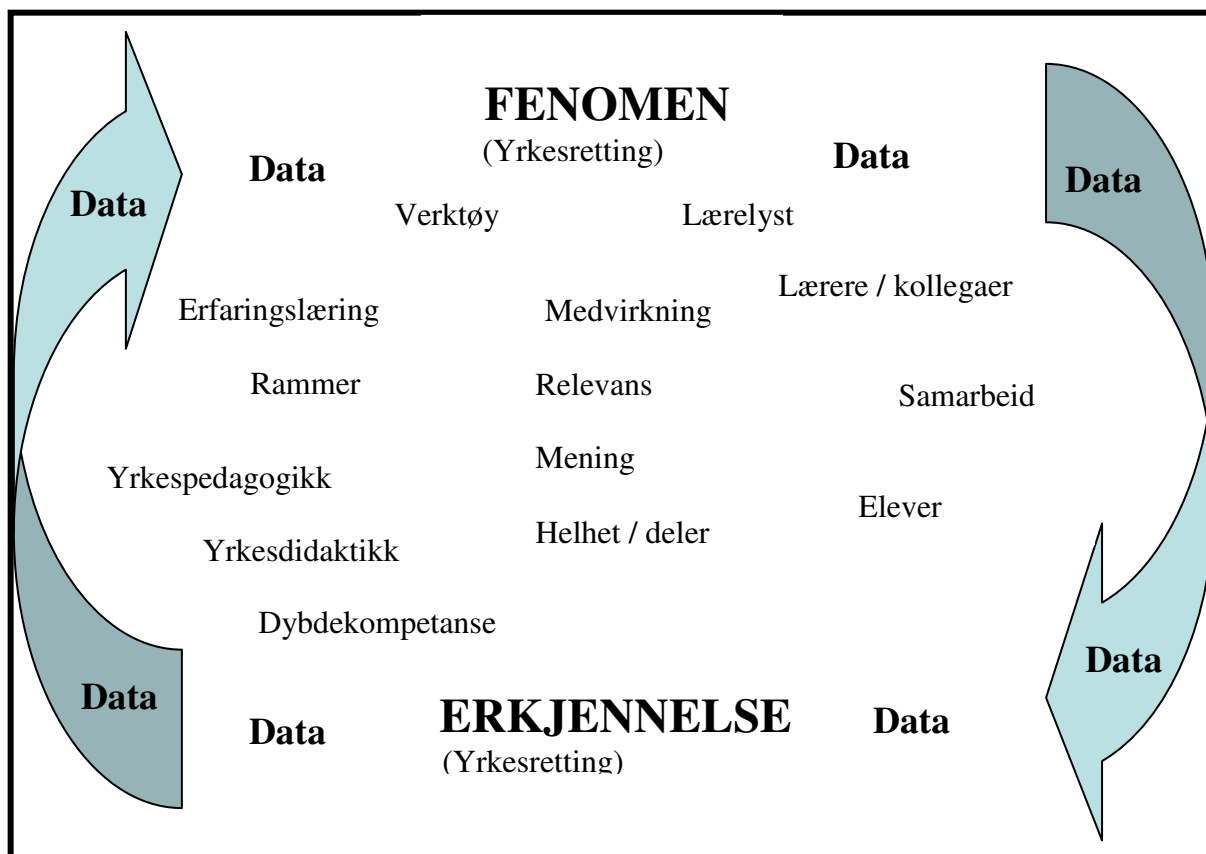 FENOMEN
(Yrkesretting)
Data
Data
Data
Data
Verktøy
Lærelyst
Lærere / kollegaer
Erfaringslæring
Medvirkning
Rammer
Relevans
Samarbeid
Mening
Yrkespedagogikk
Elever
Helhet / deler
Yrkesdidaktikk
Dybdekompetanse
Data
Data
Data
ERKJENNELSE
Data
(Yrkesretting)